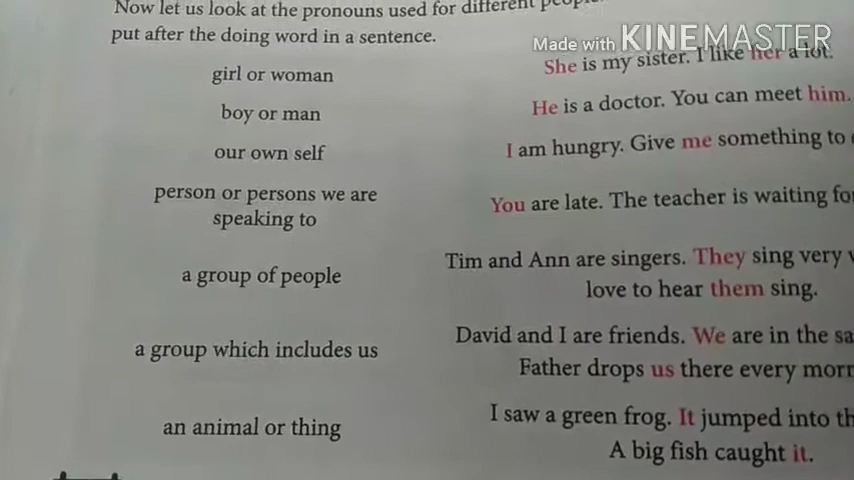 Now let us look at the pronouns used for different
put after the doing word in a sentence.
Made with KINEMASTER
girl or woman
She is my sister. I like her a lot.
boy or man
He is a doctor. You can meet him.
our own self
I am hungry. Give me something to
person or persons we are
speaking to
You are late. The teacher is waiting
a group of people
Tim and Ann are singers. They sing very
love to hear them sing.
a group which includes us
David and I are friends. We are in the
Father drops us there every
an animal or thing
I saw a green frog. It jumped into
A big fish caught it.